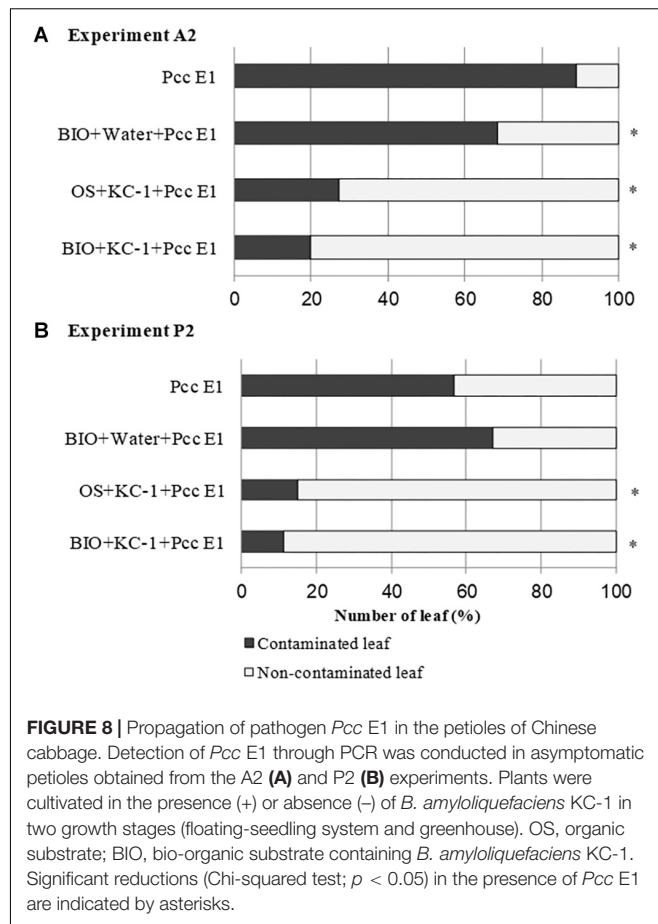 A Experiment A2
Pcc E1
BIO+Water+Pcc E1 *
OS+KC-1+Pcc E1 *
BIO+KC-1+Pcc E1 *
0 20 40 60 80 100
B Experiment P2
Pcc E1
BIO+Water+Pcc E1
OS+KC-1+Pcc E1 *
BIO+KC-1+Pcc E1 *
0 20 40 60 80 100
Number of leaf (%)
Contaminated leaf
Non-contaminated leaf
FIGURE 8 | Propagation of pathogen Pcc E1 in the petioles of Chinese
cabbage. Detection of Pcc E1 through PCR was conducted in asymptomatic
petioles obtained from the A2 (A) and P2 (B) experiments. Plants were
cultivated in the presence (+) or absence (–) of B. amyloliquefaciens KC-1 in
two growth stages (floating-seedling system and greenhouse). OS, organic
substrate; BIO, bio-organic substrate containing B. amyloliquefaciens KC-1.
Significant reductions (Chi-squared test; p < 0.05) in the presence of Pcc E1
are indicated by asterisks.